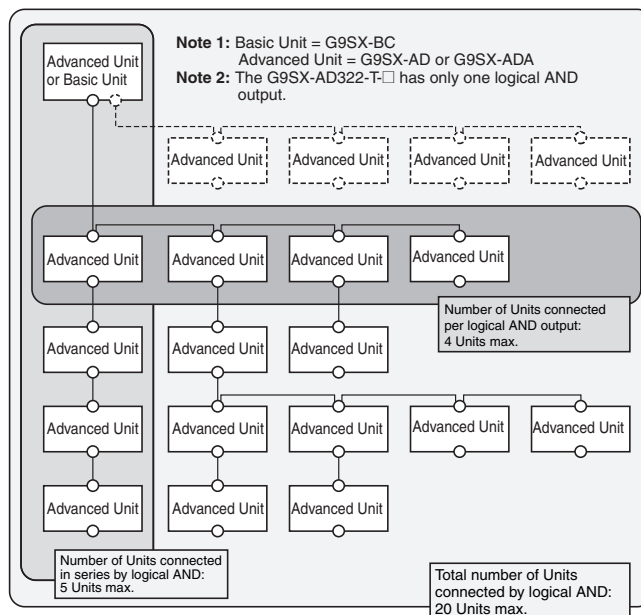 Advanced Unit
or Basic Unit
Note 1: Basic Unit = G9SX-BC
Advanced Unit = G9SX-AD or G9SX-ADA
Note 2: The G9SX-AD322-T-□ has only one logical AND
output.
Advanced Unit Advanced Unit Advanced Unit Advanced Unit
Advanced Unit Advanced Unit Advanced Unit Advanced Unit
Number of Units connected
per logical AND output:
4 Units max.
Advanced Unit Advanced Unit Advanced Unit
Advanced Unit Advanced Unit Advanced Unit Advanced Unit Advanced Unit
Advanced Unit Advanced Unit Advanced Unit
Number of Units connected
in series by logical AND:
5 Units max.
Total number of Units
connected by logical AND:
20 Units max.